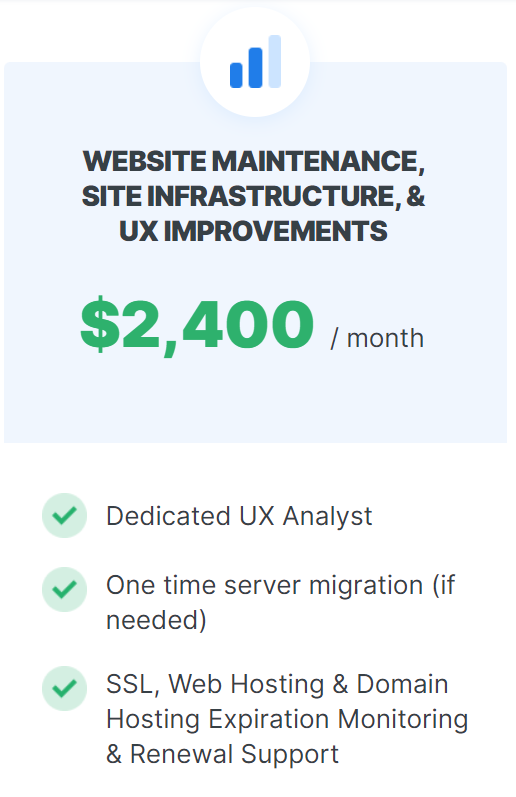 WEBSITE MAINTENANCE,
SITE INFRASTRUCTURE, &
UX IMPROVEMENTS
$2,400 / month
Dedicated UX Analyst
One time server migration (if
needed)
SSL, Web Hosting & Domain
Hosting Expiration Monitoring
& Renewal Support